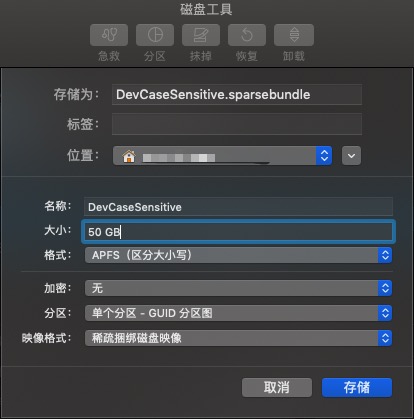 磁盘工具
急救 分区 抹掉 恢复 卸载
存储为: DevCaseSensitive.sparsebundle
标签:
位置:
名称: DevCaseSensitive
大小: 50 GB
格式: APFS（区分大小写）
加密: 无
分区: 单个分区 - GUID 分区图
映像格式: 稀疏捆绑磁盘映像
取消 存储